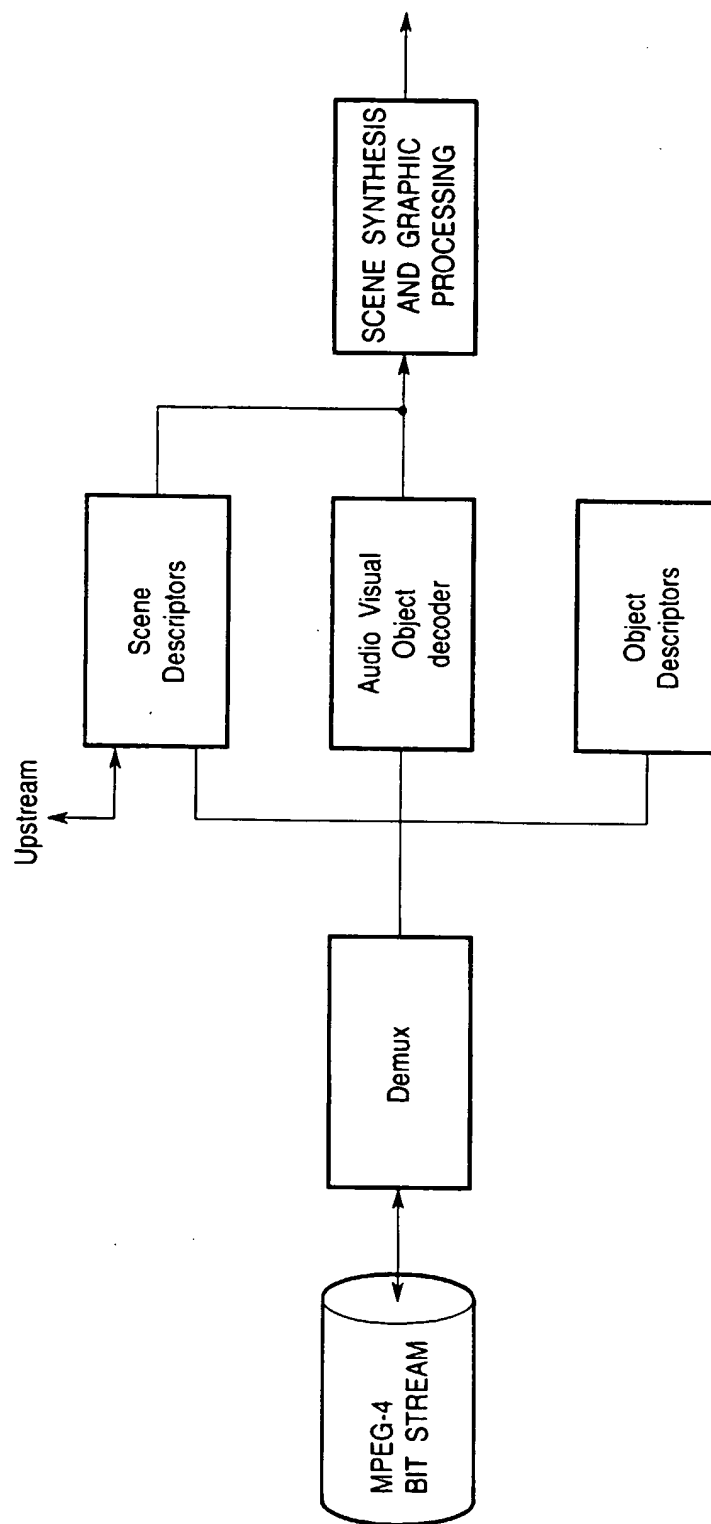 MPEG-4
BIT STREAM
Demux
Upstream
Scene
Descriptors
Audio Visual
Object
decoder
Object
Descriptors
SCENE SYNTHESIS
AND GRAPHIC
PROCESSING